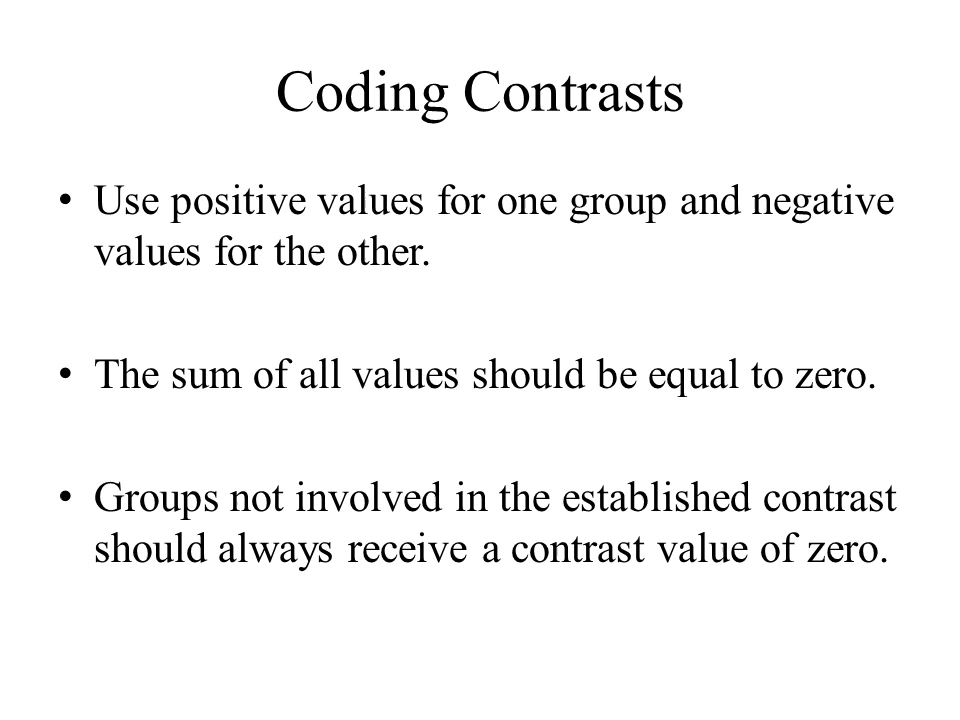 Coding Contrasts
• Use positive values for one group and negative
values for the other.
• The sum of all values should be equal to zero.
• Groups not involved in the established contrast
should always receive a contrast value of zero.